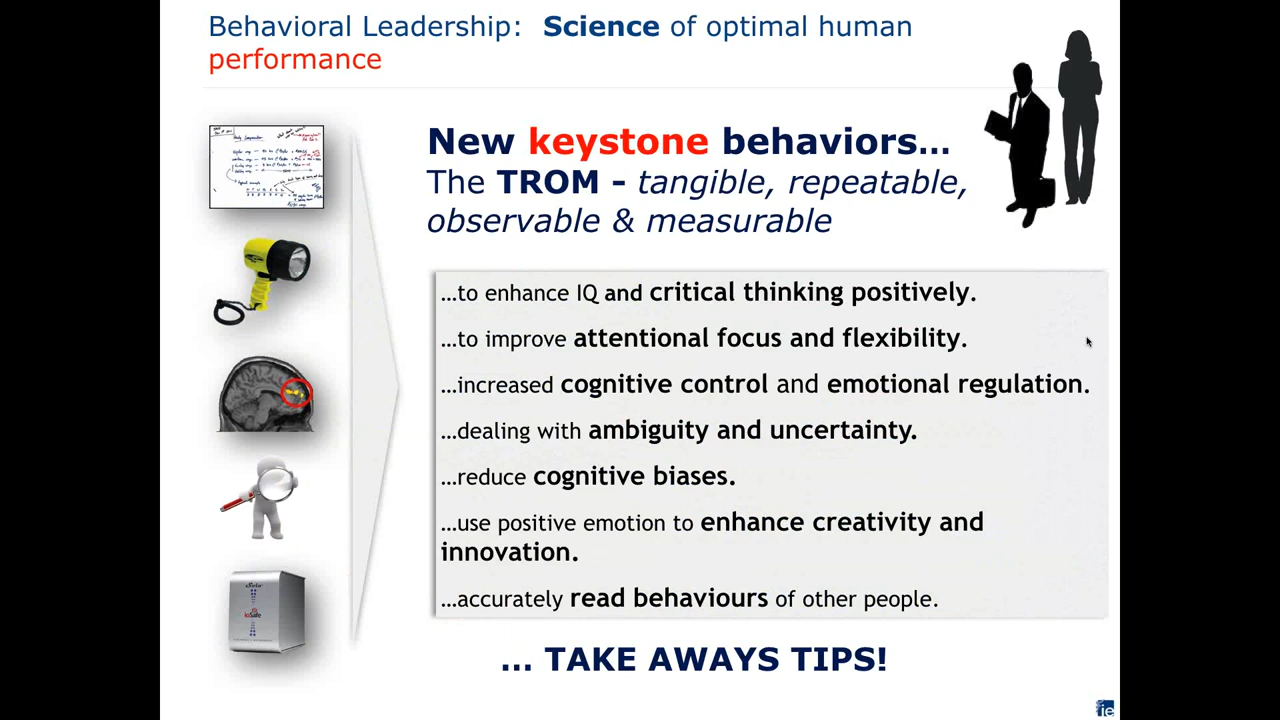 Behavioral Leadership: Science of optimal human
performance
New keystone behaviors...
The TROM - tangible, repeatable,
observable & measurable
...to enhance IQ and critical thinking positively.
...to improve attentional focus and flexibility.
...increased cognitive control and emotional regulation.
...dealing with ambiguity and uncertainty.
...reduce cognitive biases.
...use positive emotion to enhance creativity and
innovation.
...accurately read behaviours of other people.
... TAKE AWAYS TIPS!
ioSafe
ie